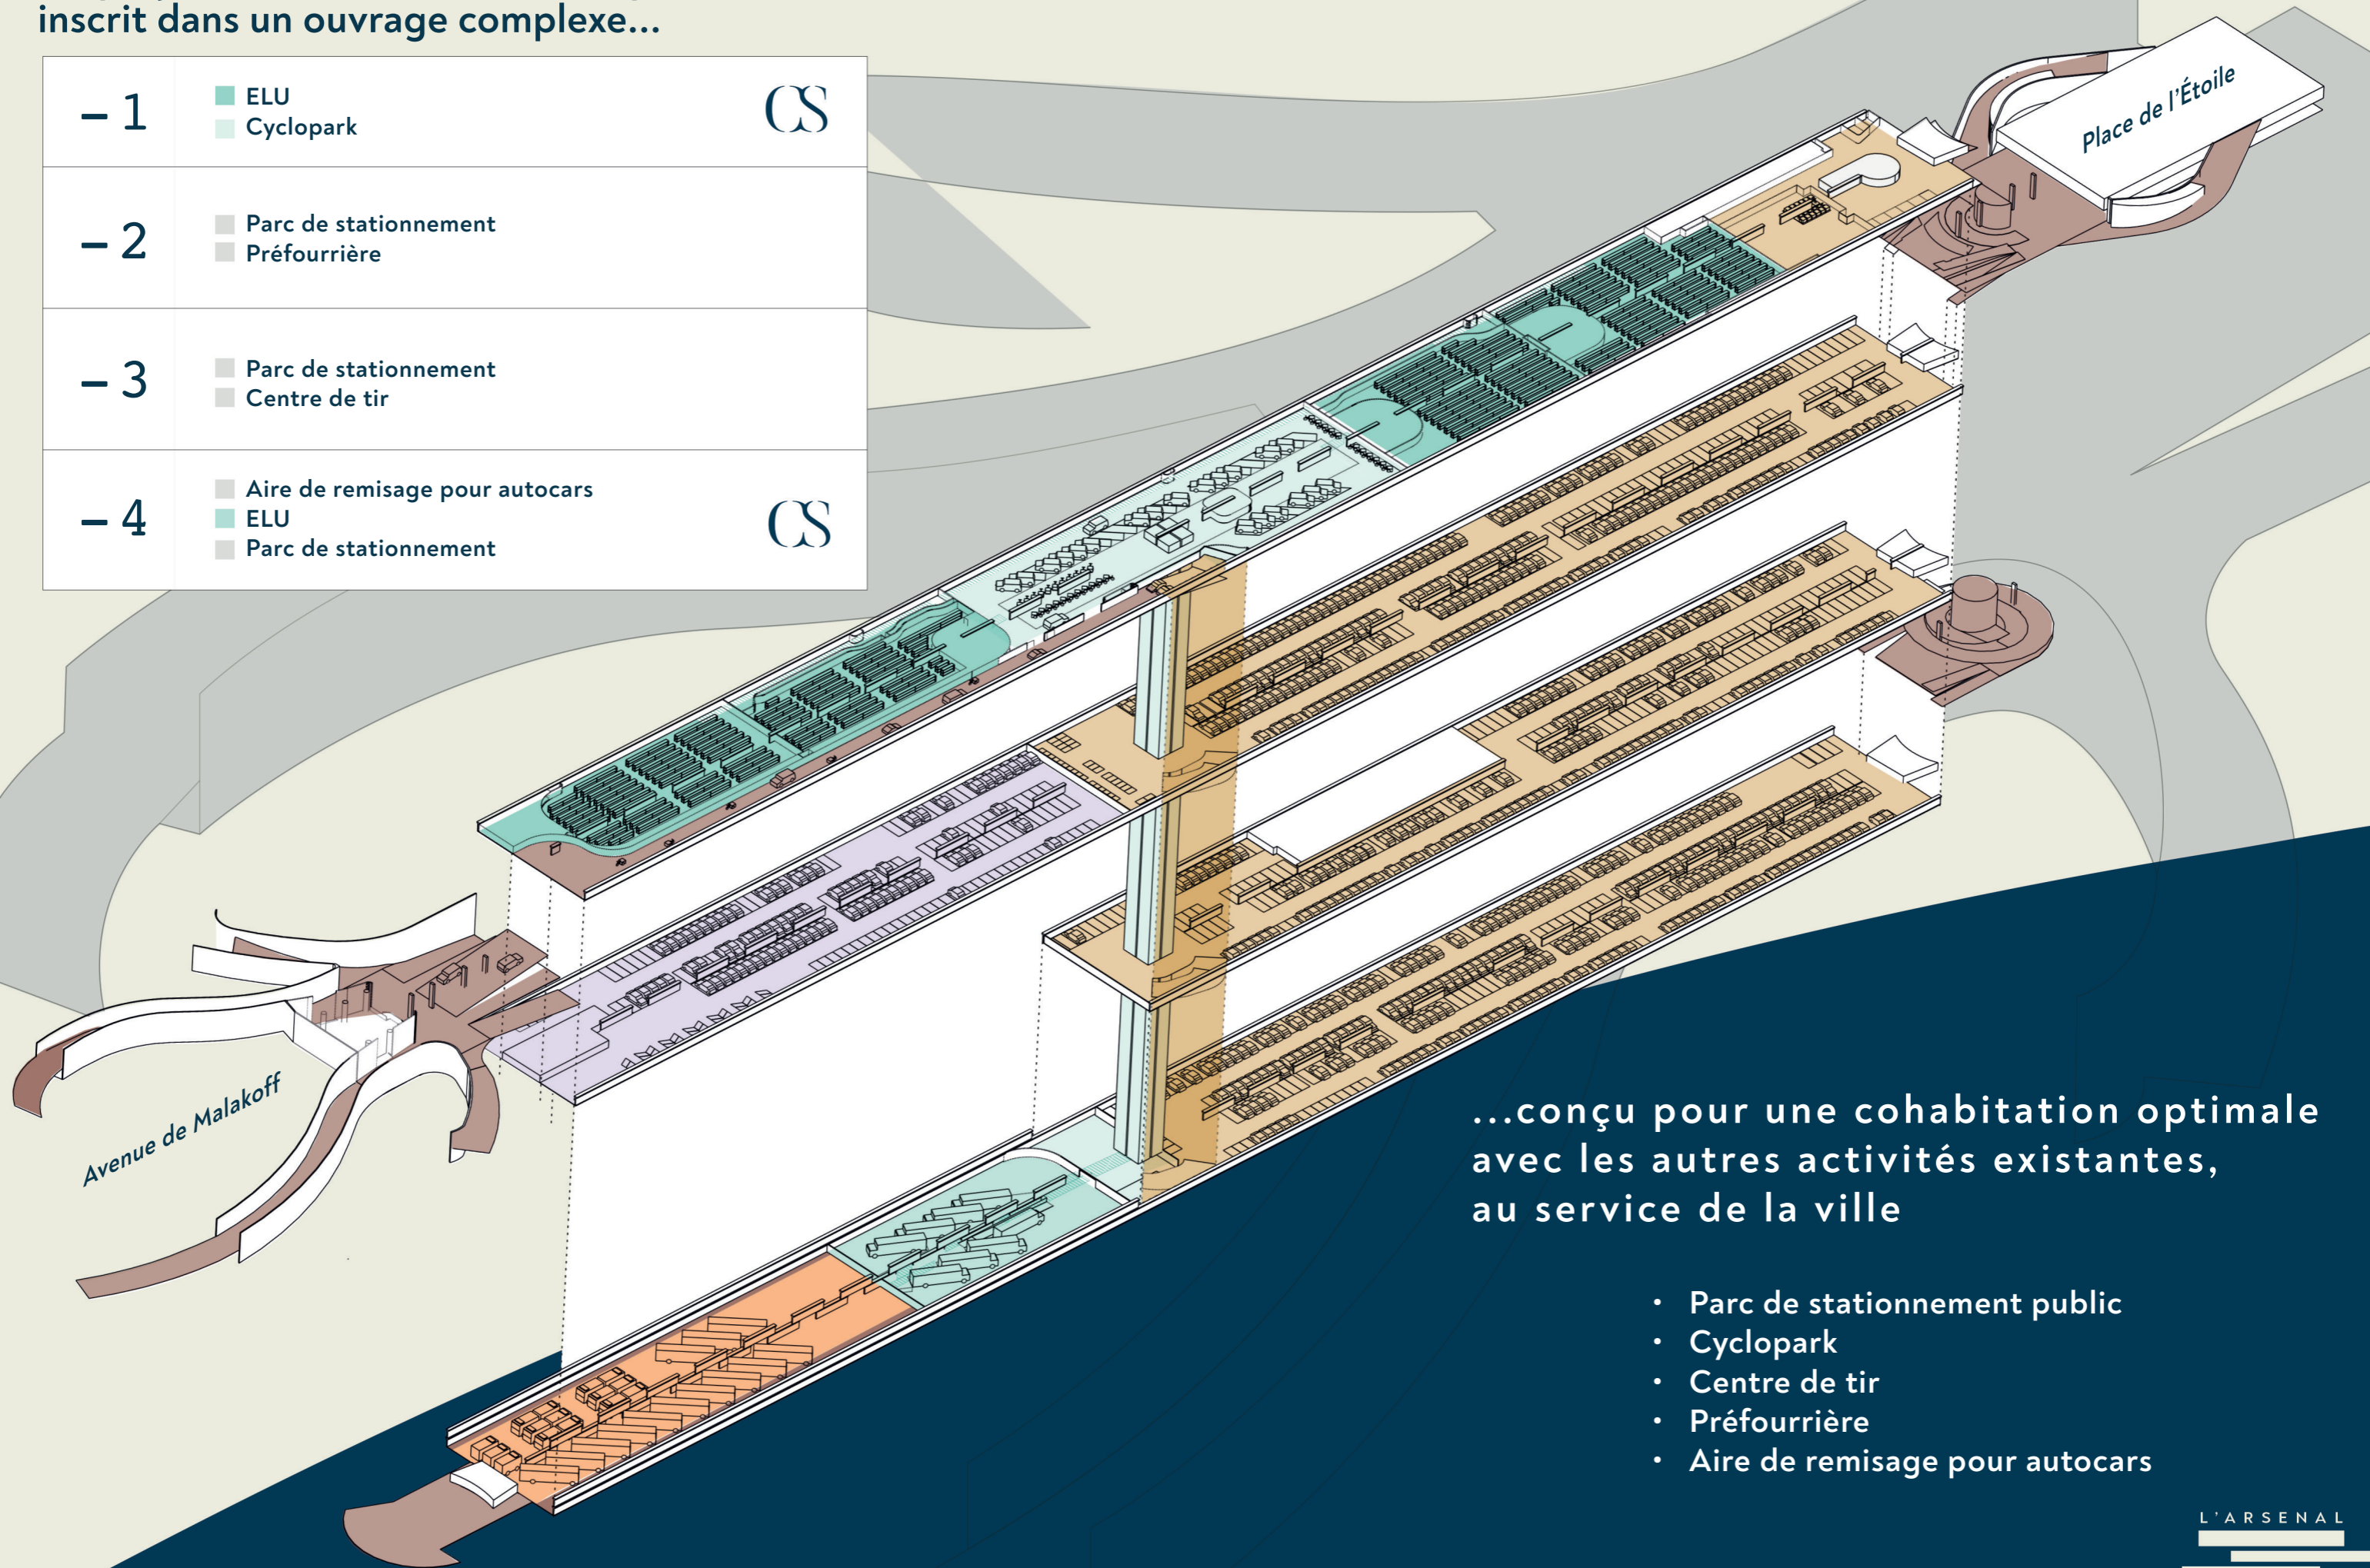 inscrit dans un ouvrage complexe...
– 1
ELU
Cyclopark
CS
– 2
Parc de stationnement
Préfourrière
– 3
Parc de stationnement
Centre de tir
– 4
Aire de remisage pour autocars
ELU
Parc de stationnement
CS
Place de l'Étoile
Avenue de Malakoff
...conçu pour une cohabitation optimale
avec les autres activités existantes,
au service de la ville
• Parc de stationnement public
• Cyclopark
• Centre de tir
• Préfourrière
• Aire de remisage pour autocars
L'ARSENAL